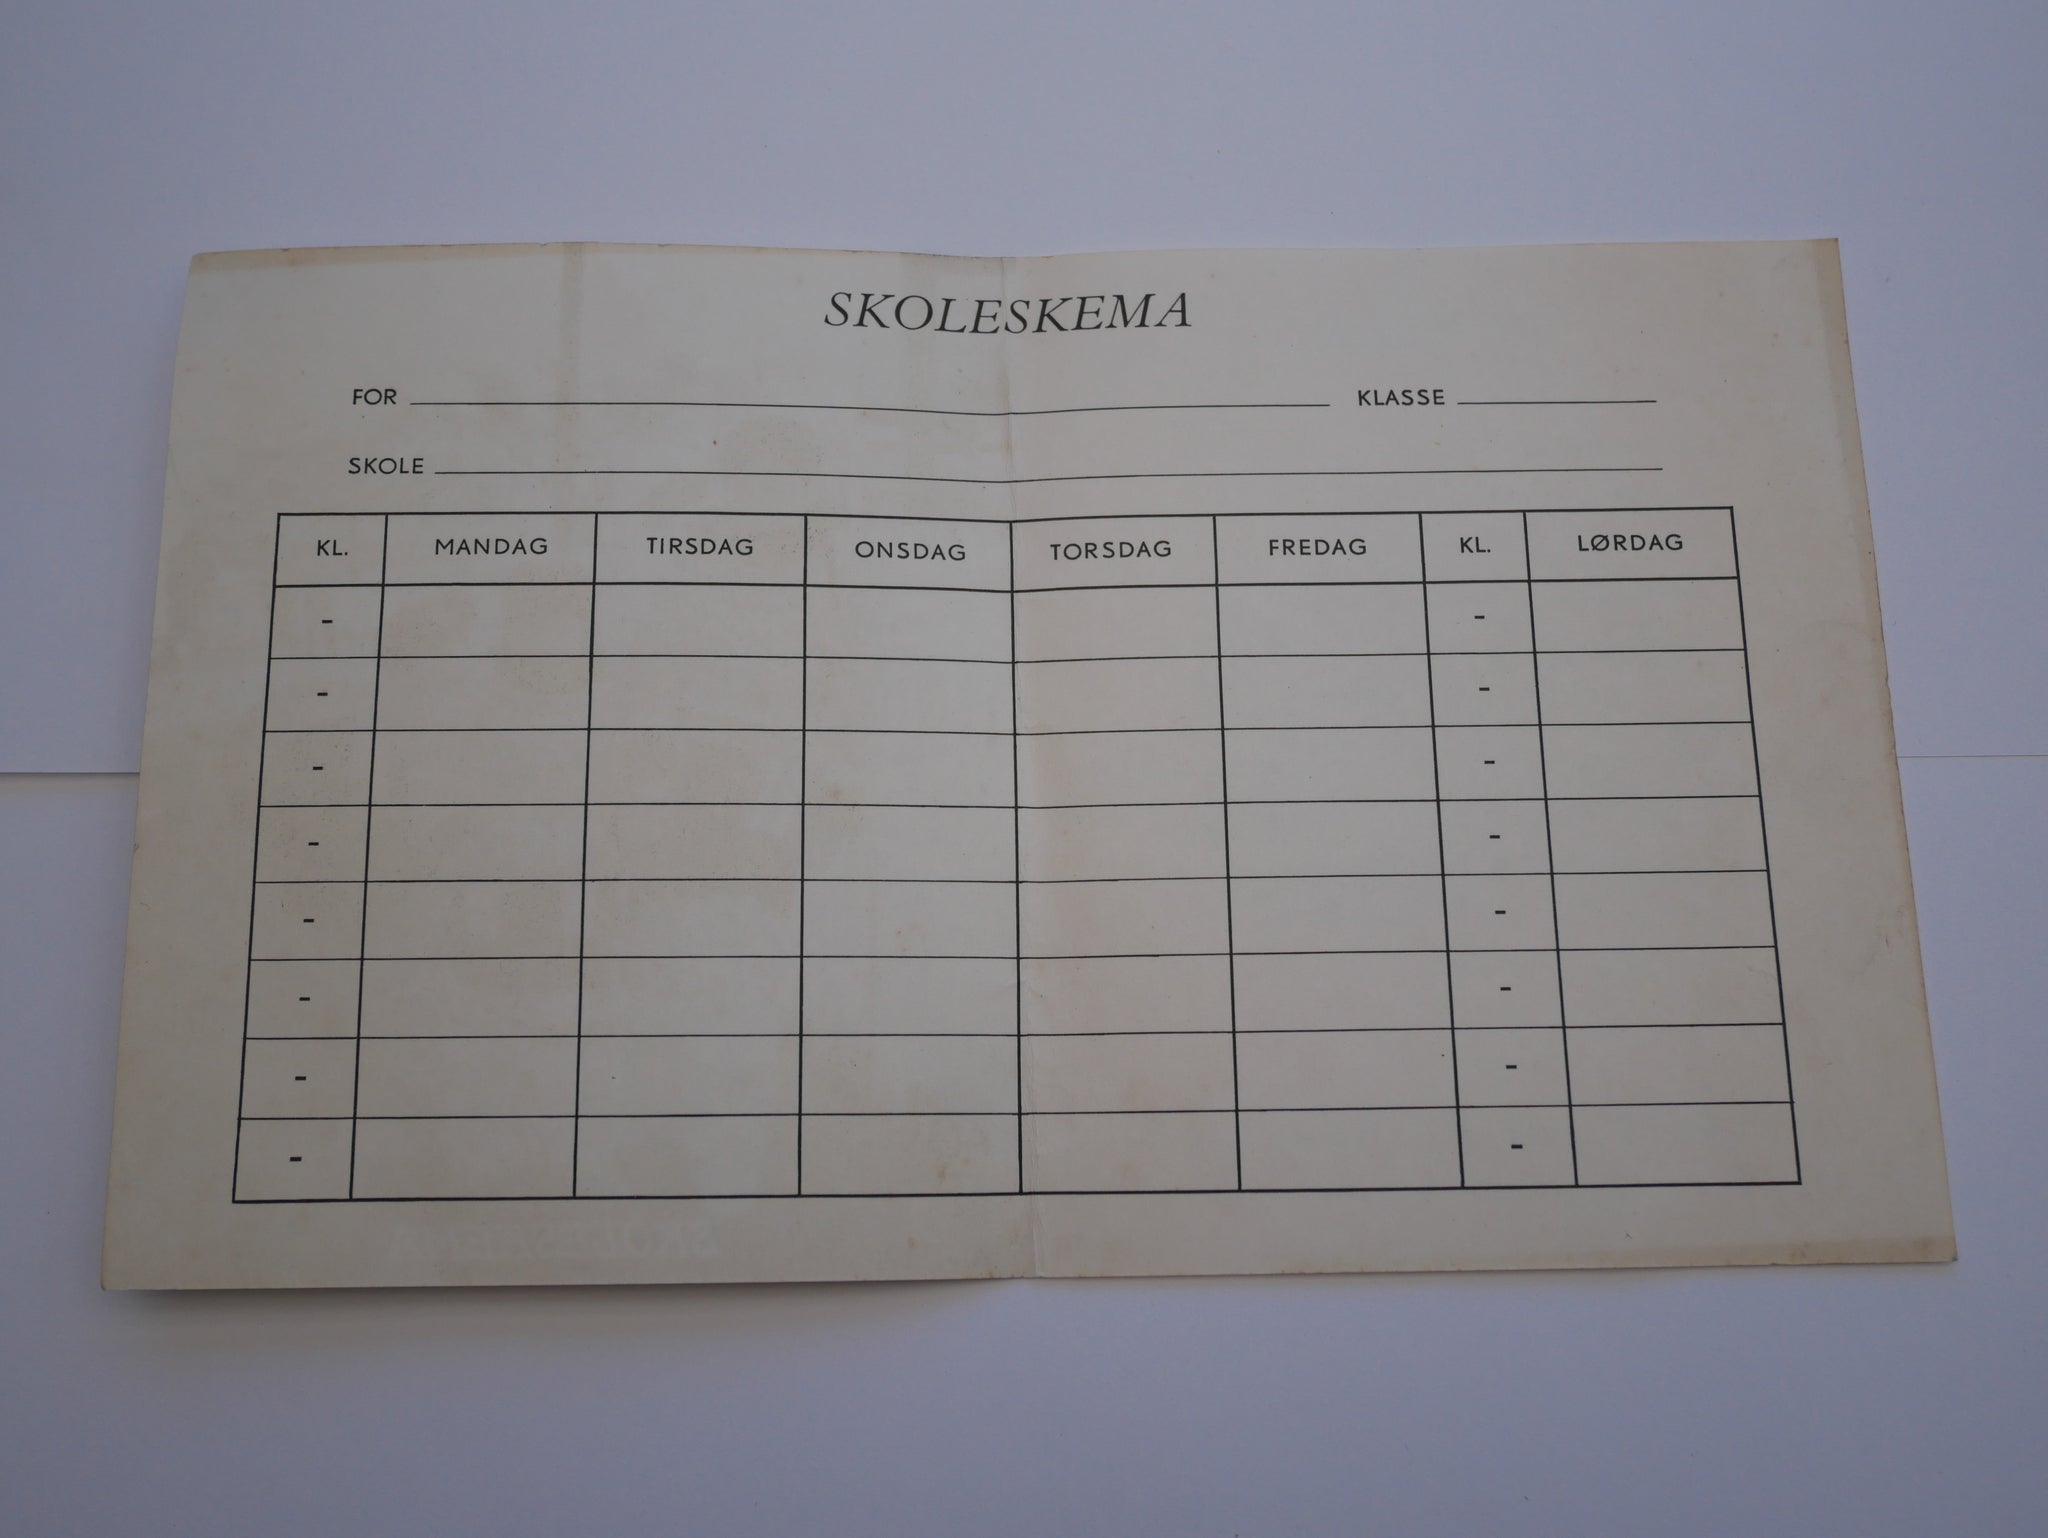 SKOLESKEMA
FOR KLASSE
SKOLE
KL. MANDAG TIRSDAG ONSDAG TORSDAG FREDAG KL. LØRDAG
- -
- -
- -
- -
- -
- -
- -
- -